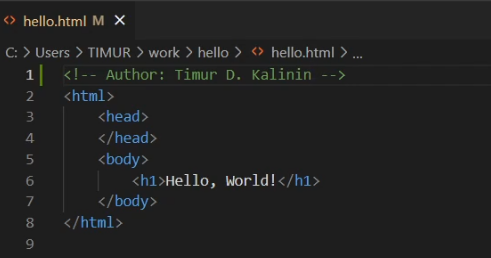 <> hello.html M ×
C: > Users > TIMUR > work > hello > <> hello.html > ...
1 <!-- Author: Timur D. Kalinin -->
2 <html>
3     <head>
4     </head>
5     <body>
6         <h1>Hello, World!</h1>
7     </body>
8 </html>
9